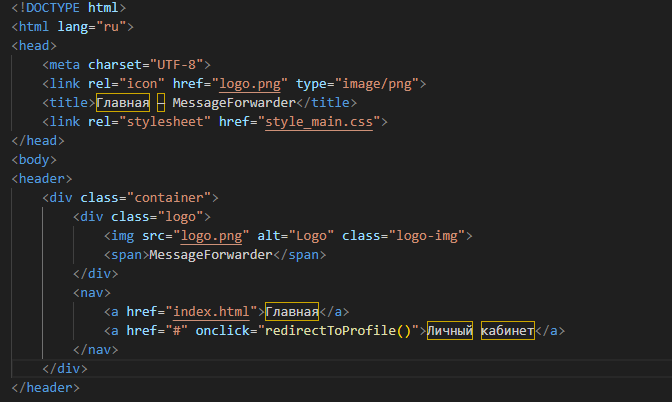 <!DOCTYPE html>
<html lang="ru">
<head>
    <meta charset="UTF-8">
    <link rel="icon" href="logo.png" type="image/png">
    <title>Главная – MessageForwarder</title>
    <link rel="stylesheet" href="style_main.css">
</head>
<body>
<header>
    <div class="container">
        <div class="logo">
            <img src="logo.png" alt="Logo" class="logo-img">
            <span>MessageForwarder</span>
        </div>
        <nav>
            <a href="index.html">Главная</a>
            <a href="#" onclick="redirectToProfile()">Личный кабинет</a>
        </nav>
    </div>
</header>